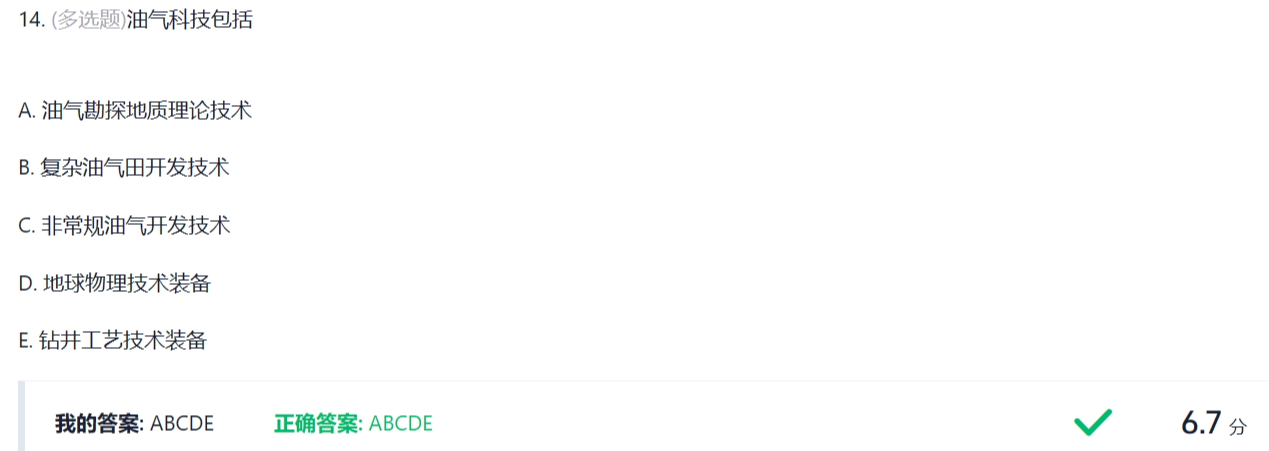 14. (多选题)油气科技包括
A. 油气勘探地质理论技术
B. 复杂油气田开发技术
C. 非常规油气开发技术
D. 地球物理技术装备
E. 钻井工艺技术装备
我的答案: ABCDE 正确答案: ABCDE 6.7 分